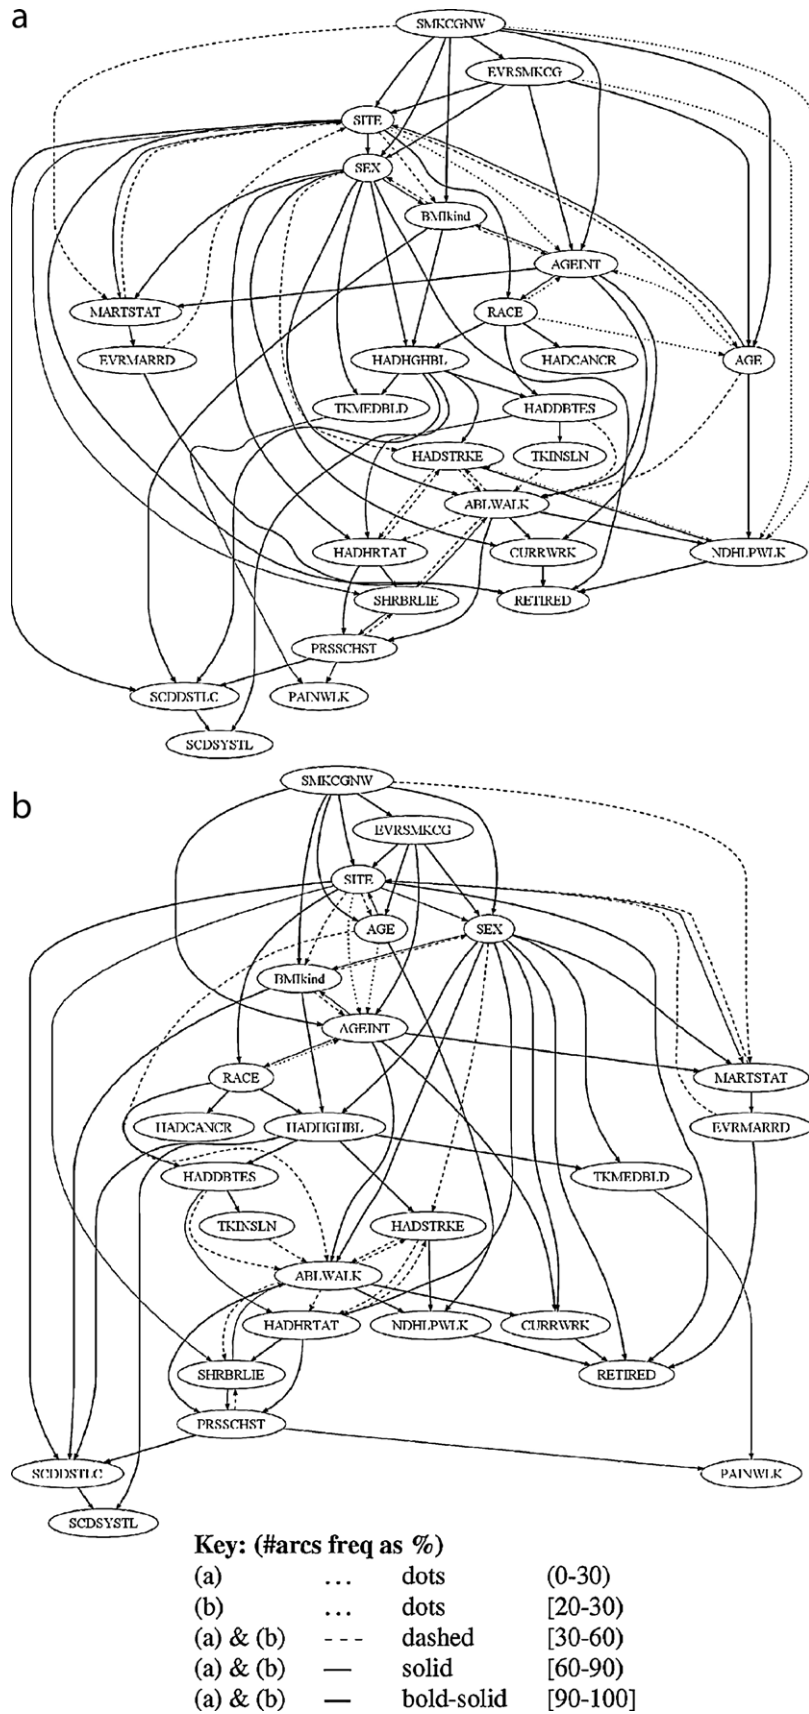 a
SMKCGNW
EVRSMKCG
SITE
SEX
BMIkind
AGEINT
MARTSTAT
RACE
EVRMARRD
HADHGHBL
HADCANCR
AGE
TKMEDBLD
HADDBTES
HADSTRKE
TKINSLN
ABLWALK
HADHRTAT
CURRWRK
NDHLPWLK
SHRBRLIE
RETIRED
PRSSCHST
SCDDSTLC
PAINWLK
SCDSYSTL
b
SMKCGNW
EVRSMKCG
SITE
AGE
SEX
BMIkind
AGEINT
RACE
MARTSTAT
HADCANCR
HADHGHBL
EVRMARRD
HADDBTES
TKMEDBLD
TKINSLN
HADSTRKE
ABLWALK
HADHRTAT
NDHLPWLK
CURRWRK
SHRBRLIE
RETIRED
PRSSCHST
SCDDSTLC
PAINWLK
SCDSYSTL
Key: (#arcs freq as %)
(a) ... dots (0-30)
(b) ... dots [20-30)
(a) & (b) --- dashed [30-60)
(a) & (b) — solid [60-90)
(a) & (b) — bold-solid [90-100]